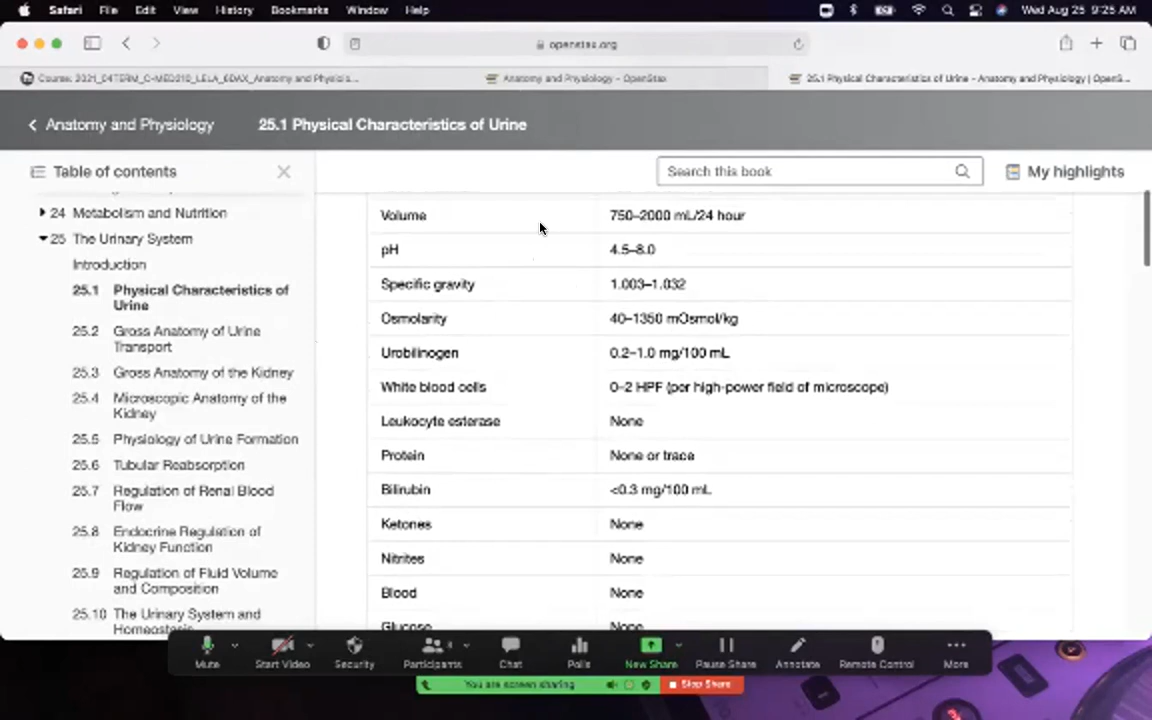 Safari File Edit View History Bookmarks Window Help Wed Aug 25 9:25 AM
openstax.org
Course: 2021_04TERM_O-MED210_LELA_6DAX_Anatomy and Physiolo... Anatomy and Physiology - OpenStax 25.1 Physical Characteristics of Urine - Anatomy and Physiology | OpenS...
Anatomy and Physiology 25.1 Physical Characteristics of Urine
Table of contents
Search this book
My highlights
24 Metabolism and Nutrition
25 The Urinary System
Introduction
25.1 Physical Characteristics of
Urine
25.2 Gross Anatomy of Urine
Transport
25.3 Gross Anatomy of the Kidney
25.4 Microscopic Anatomy of the
Kidney
25.5 Physiology of Urine Formation
25.6 Tubular Reabsorption
25.7 Regulation of Renal Blood
Flow
25.8 Endocrine Regulation of
Kidney Function
25.9 Regulation of Fluid Volume
and Composition
25.10 The Urinary System and
Homeostasis
Volume 750–2000 mL/24 hour
pH 4.5–8.0
Specific gravity 1.003–1.032
Osmolarity 40–1350 mOsmol/kg
Urobilinogen 0.2–1.0 mg/100 mL
White blood cells 0–2 HPF (per high-power field of microscope)
Leukocyte esterase None
Protein None or trace
Bilirubin <0.3 mg/100 mL
Ketones None
Nitrites None
Blood None
Glucose None
Mute Start Video Security Participants Chat Polls New Share Pause Share Annotate Remote Control More
You are screen sharing Stop Share